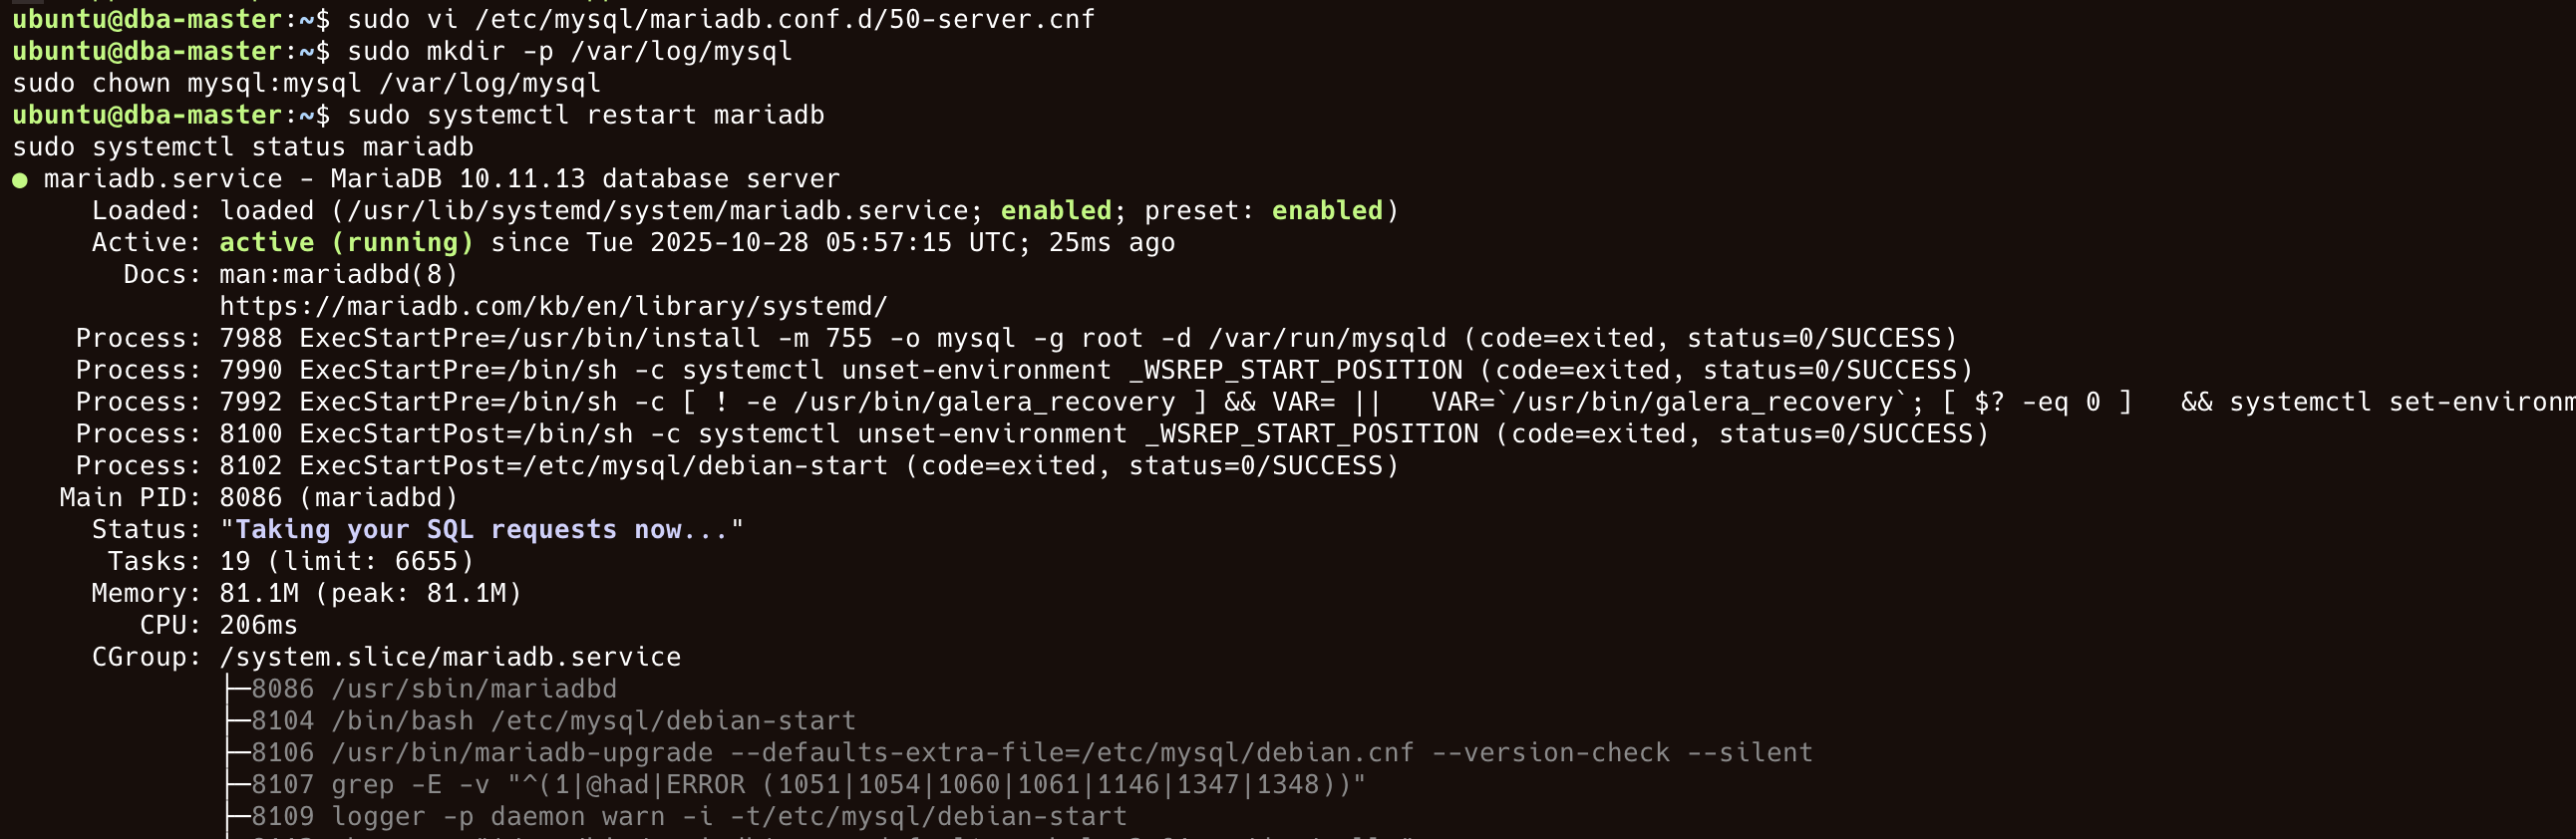 ubuntu@dba-master:~$ sudo vi /etc/mysql/mariadb.conf.d/50-server.cnf
ubuntu@dba-master:~$ sudo mkdir -p /var/log/mysql
sudo chown mysql:mysql /var/log/mysql
ubuntu@dba-master:~$ sudo systemctl restart mariadb
sudo systemctl status mariadb
● mariadb.service - MariaDB 10.11.13 database server
     Loaded: loaded (/usr/lib/systemd/system/mariadb.service; enabled; preset: enabled)
     Active: active (running) since Tue 2025-10-28 05:57:15 UTC; 25ms ago
       Docs: man:mariadbd(8)
             https://mariadb.com/kb/en/library/systemd/
    Process: 7988 ExecStartPre=/usr/bin/install -m 755 -o mysql -g root -d /var/run/mysqld (code=exited, status=0/SUCCESS)
    Process: 7990 ExecStartPre=/bin/sh -c systemctl unset-environment _WSREP_START_POSITION (code=exited, status=0/SUCCESS)
    Process: 7992 ExecStartPre=/bin/sh -c [ ! -e /usr/bin/galera_recovery ] && VAR= ||   VAR=`/usr/bin/galera_recovery`; [ $? -eq 0 ]   && systemctl set-environm
    Process: 8100 ExecStartPost=/bin/sh -c systemctl unset-environment _WSREP_START_POSITION (code=exited, status=0/SUCCESS)
    Process: 8102 ExecStartPost=/etc/mysql/debian-start (code=exited, status=0/SUCCESS)
   Main PID: 8086 (mariadbd)
     Status: "Taking your SQL requests now..."
      Tasks: 19 (limit: 6655)
     Memory: 81.1M (peak: 81.1M)
        CPU: 206ms
     CGroup: /system.slice/mariadb.service
             ├─8086 /usr/sbin/mariadbd
             ├─8104 /bin/bash /etc/mysql/debian-start
             ├─8106 /usr/bin/mariadb-upgrade --defaults-extra-file=/etc/mysql/debian.cnf --version-check --silent
             ├─8107 grep -E -v "^(1|@had|ERROR (1051|1054|1060|1061|1146|1347|1348))"
             ├─8109 logger -p daemon warn -i -t/etc/mysql/debian-start